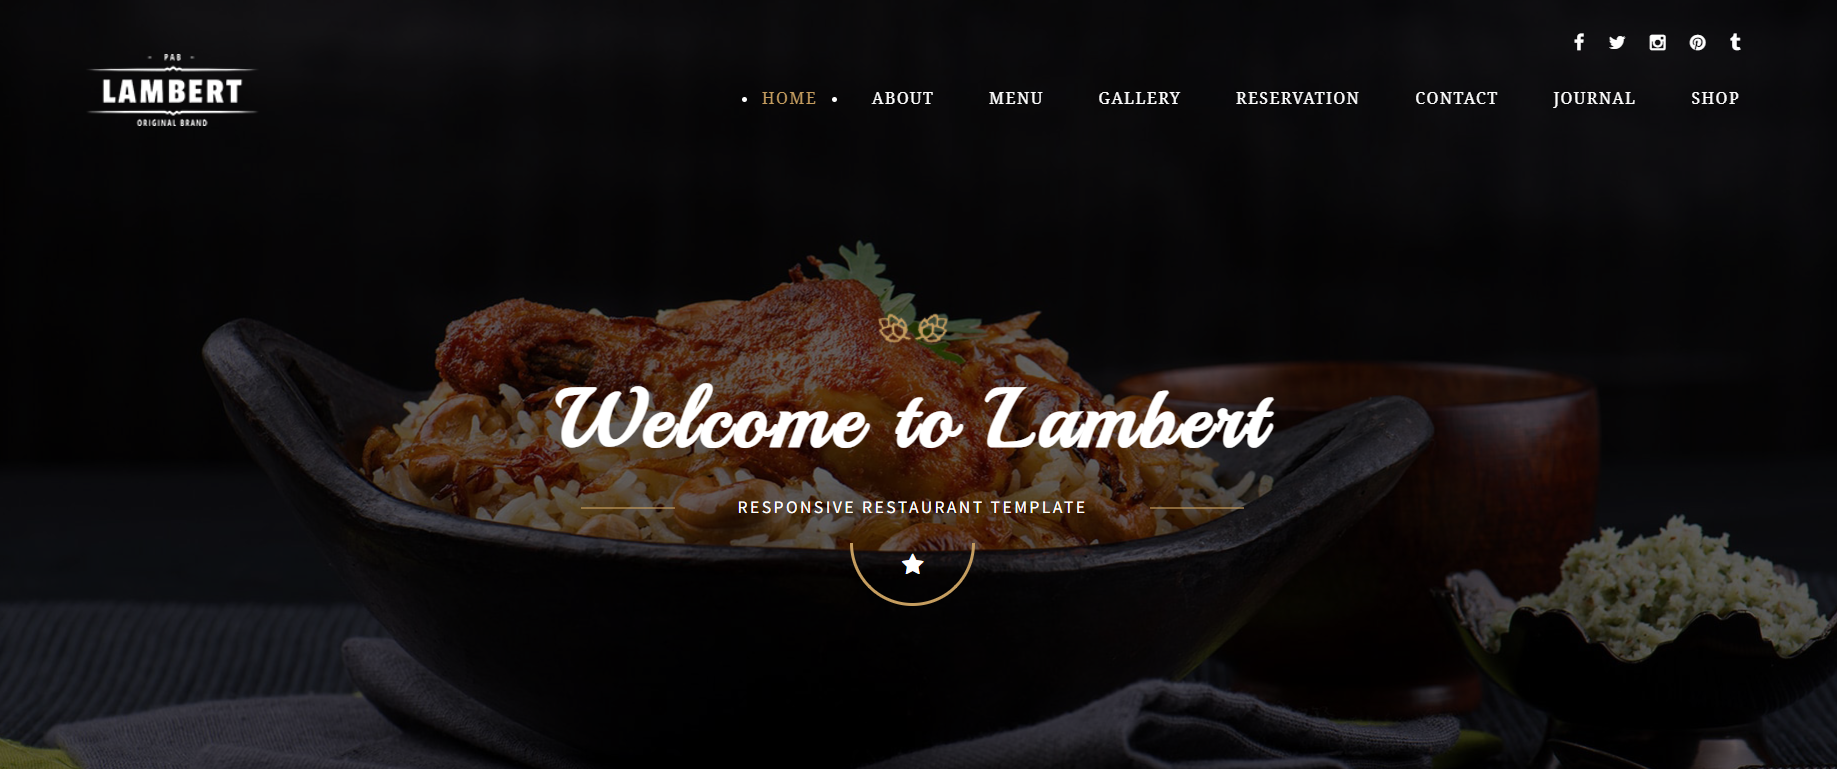 - PAB -
LAMBERT
ORIGINAL BRAND
• HOME • ABOUT MENU GALLERY RESERVATION CONTACT JOURNAL SHOP
Welcome to Lambert
RESPONSIVE RESTAURANT TEMPLATE